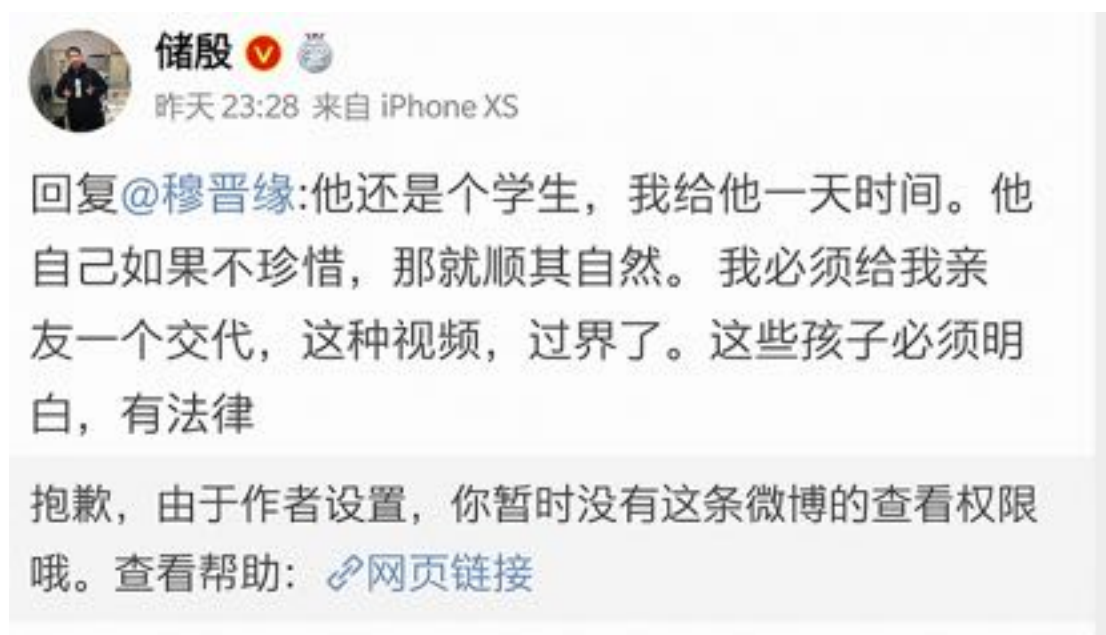 储殷
昨天 23:28 来自 iPhone XS
回复@穆晋缘:他还是个学生，我给他一天时间。他
自己如果不珍惜，那就顺其自然。 我必须给我亲
友一个交代，这种视频，过界了。这些孩子必须明
白，有法律
抱歉，由于作者设置，你暂时没有这条微博的查看权限
哦。查看帮助： 网页链接